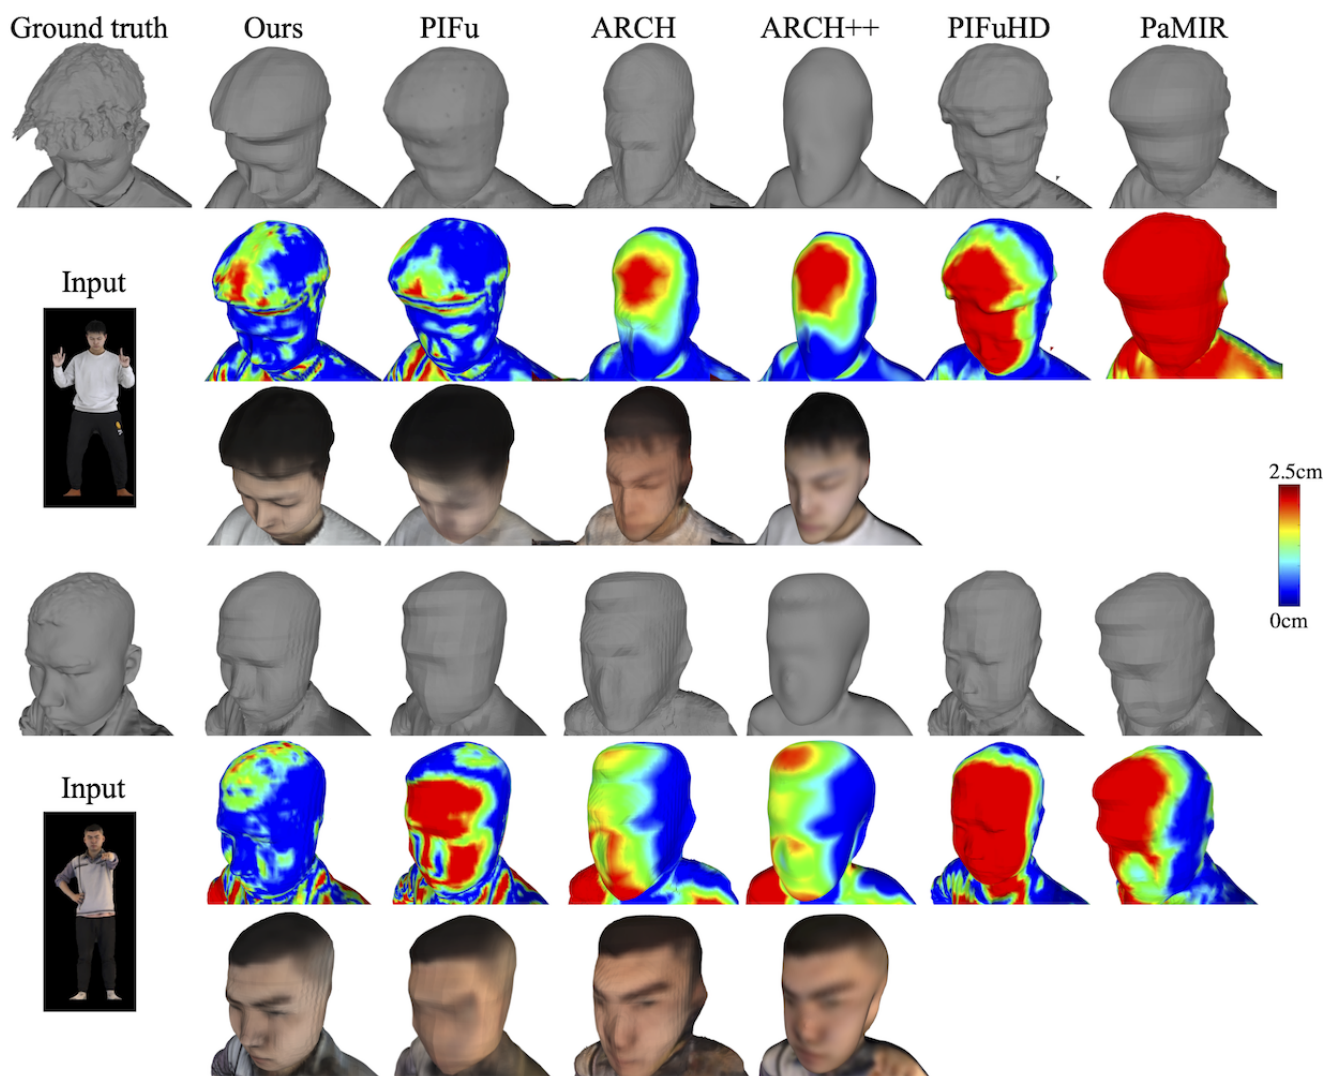 Ground truth Ours PIFu ARCH ARCH++ PIFuHD PaMIR
Input
2.5cm
0cm
Input